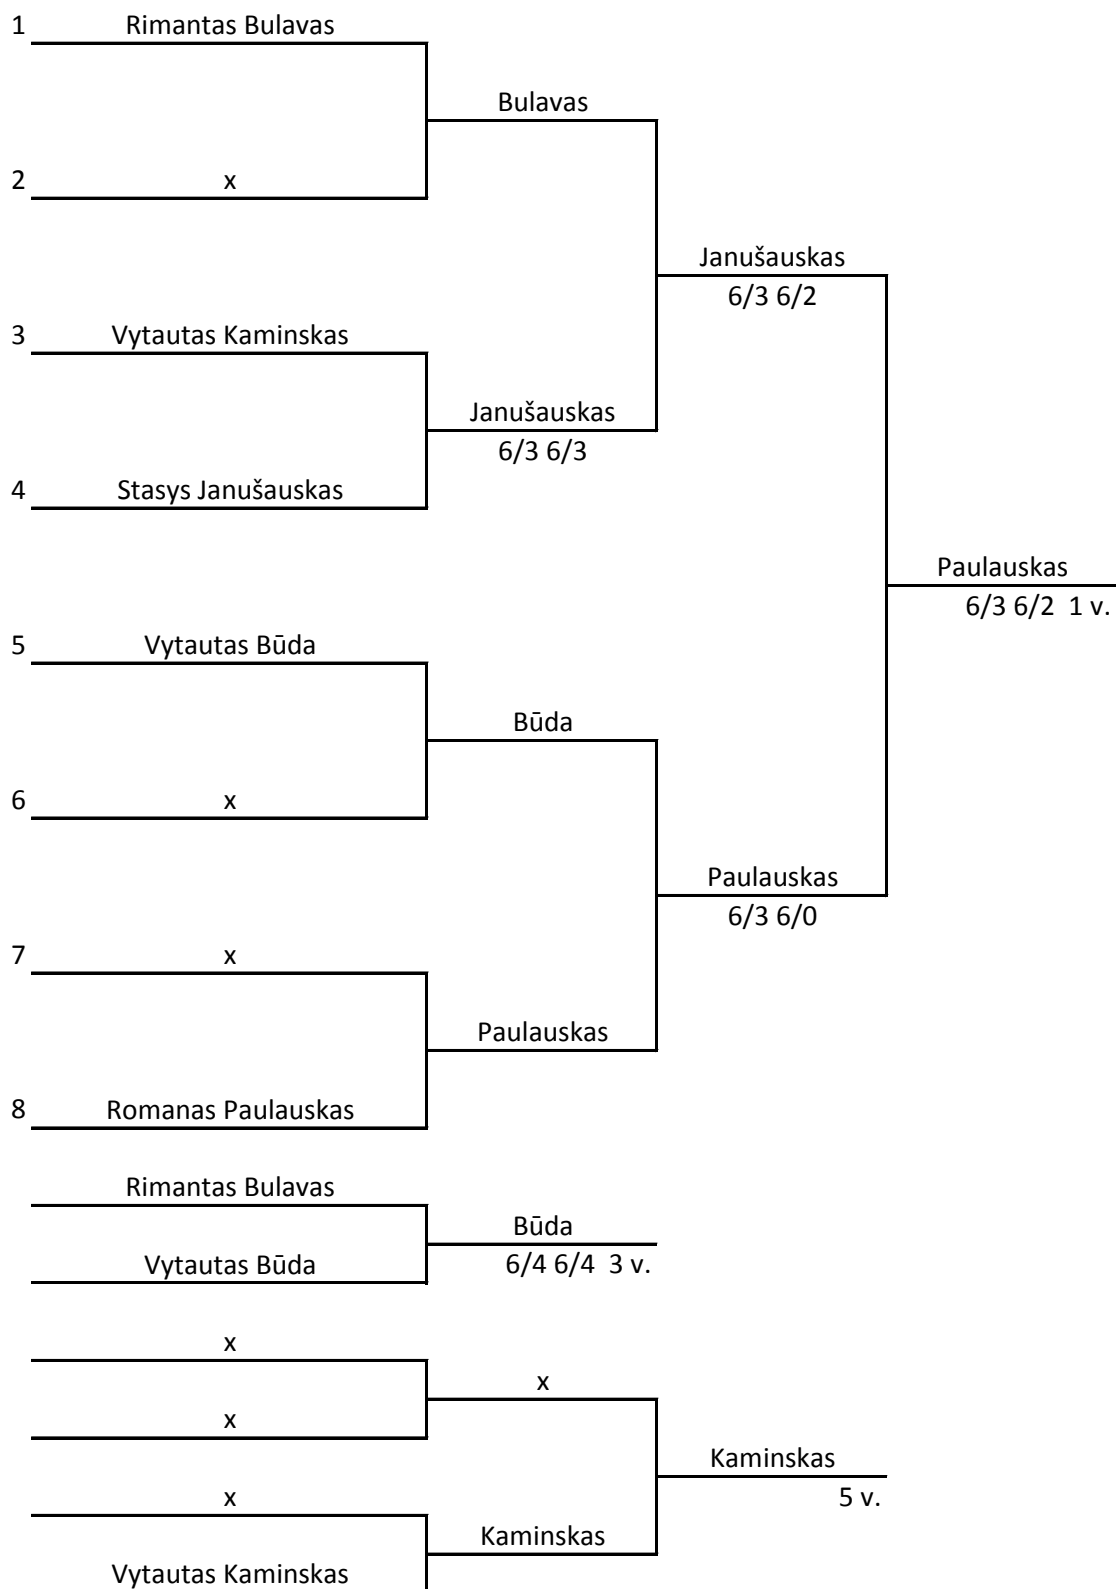 1 Rimantas Bulavas
Bulavas
2 x
Janušauskas
6/3 6/2
3 Vytautas Kaminskas
Janušauskas
6/3 6/3
4 Stasys Janušauskas
Paulauskas
6/3 6/2 1 v.
5 Vytautas Būda
Būda
6 x
Paulauskas
6/3 6/0
7 x
Paulauskas
8 Romanas Paulauskas
Rimantas Bulavas
Būda
Vytautas Būda
6/4 6/4 3 v.
x
x
x
Kaminskas
5 v.
x
Kaminskas
Vytautas Kaminskas